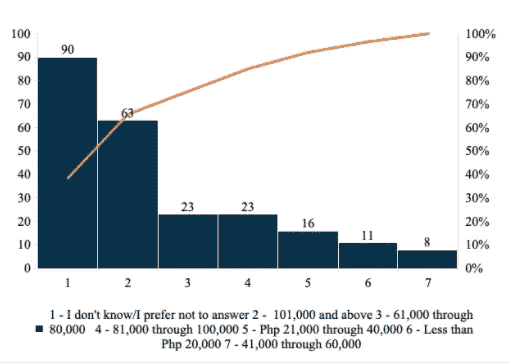 100 100%
90 90 90%
80 80%
70 63 70%
60 60%
50 50%
40 40%
30 23 23 30%
20 16 20%
10 11 8 10%
0 0%
1 2 3 4 5 6 7
1 - I don't know/I prefer not to answer 2 - 101,000 and above 3 - 61,000 through
80,000 4 - 81,000 through 100,000 5 - Php 21,000 through 40,000 6 - Less than
Php 20,000 7 - 41,000 through 60,000